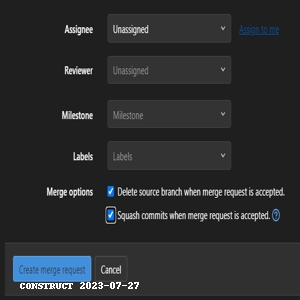 Assignee Unassigned Assign to me
Reviewer Unassigned
Milestone Milestone
Labels Labels
Merge options Delete source branch when merge request is accepted.
Squash commits when merge request is accepted. ?
Create merge request Cancel
CONSTRUCT 2023-07-27